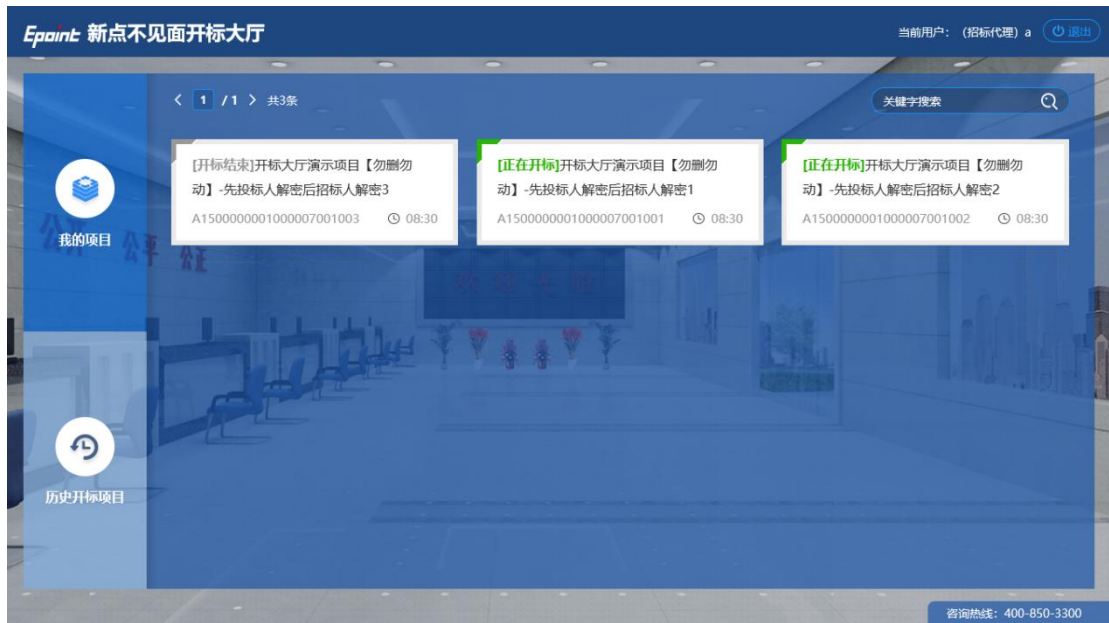 Epoint 新点不见面开标大厅
当前用户：（招标代理）a 退出
1 / 1 共3条
关键字搜索
[开标结束]开标大厅演示项目【勿删勿
动】-先投标人解密后招标人解密3
A1500000001000007001003 08:30
[正在开标]开标大厅演示项目【勿删勿
动】-先投标人解密后招标人解密1
A1500000001000007001001 08:30
[正在开标]开标大厅演示项目【勿删勿
动】-先投标人解密后招标人解密2
A1500000001000007001002 08:30
我的项目
公开 公平 公正
历史开标项目
咨询热线：400-850-3300